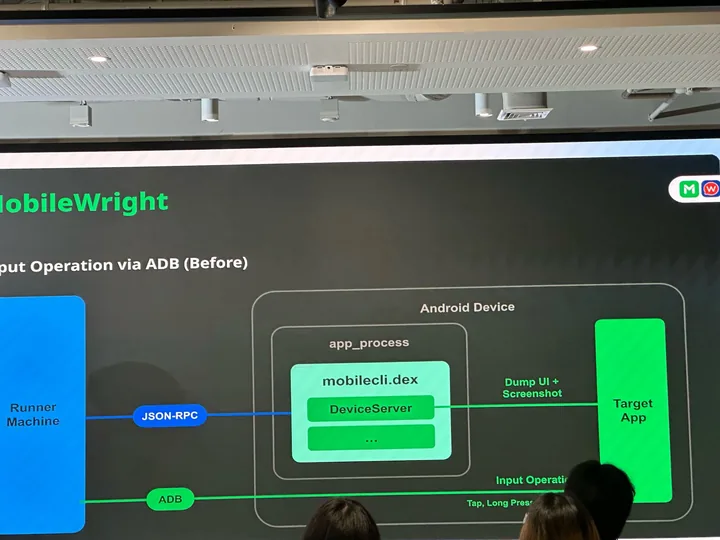 obileWright
M
W
put Operation via ADB (Before)
Android Device
app_process
mobilecli.dex
DeviceServer
...
Dump UI +
Screenshot
Target
App
Runner
Machine
JSON-RPC
ADB
Input Operatio
Tap, Long Press